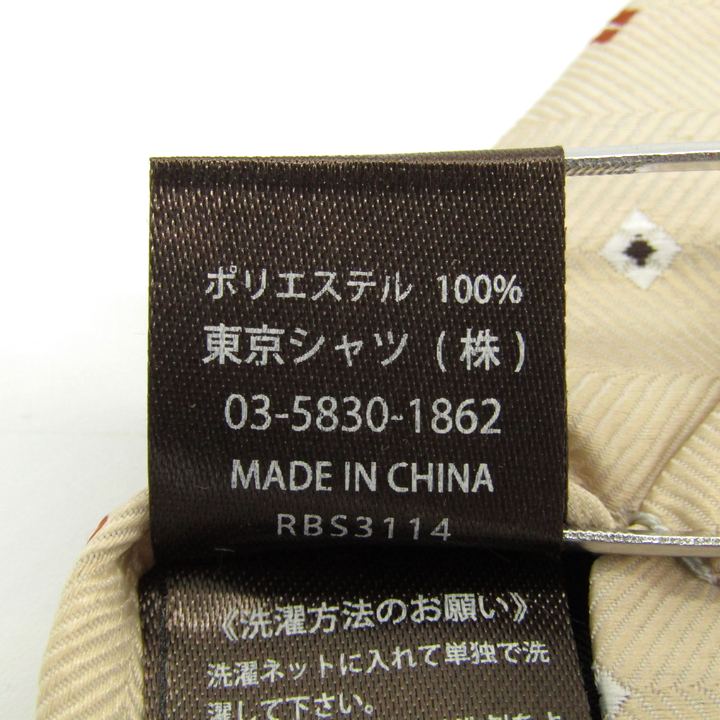 ポリエステル 100%
東京シャツ (株)
03-5830-1862
MADE IN CHINA
RBS3114
《洗濯方法のお願い》
洗濯ネットに入れて単独で洗
濯して下さい。